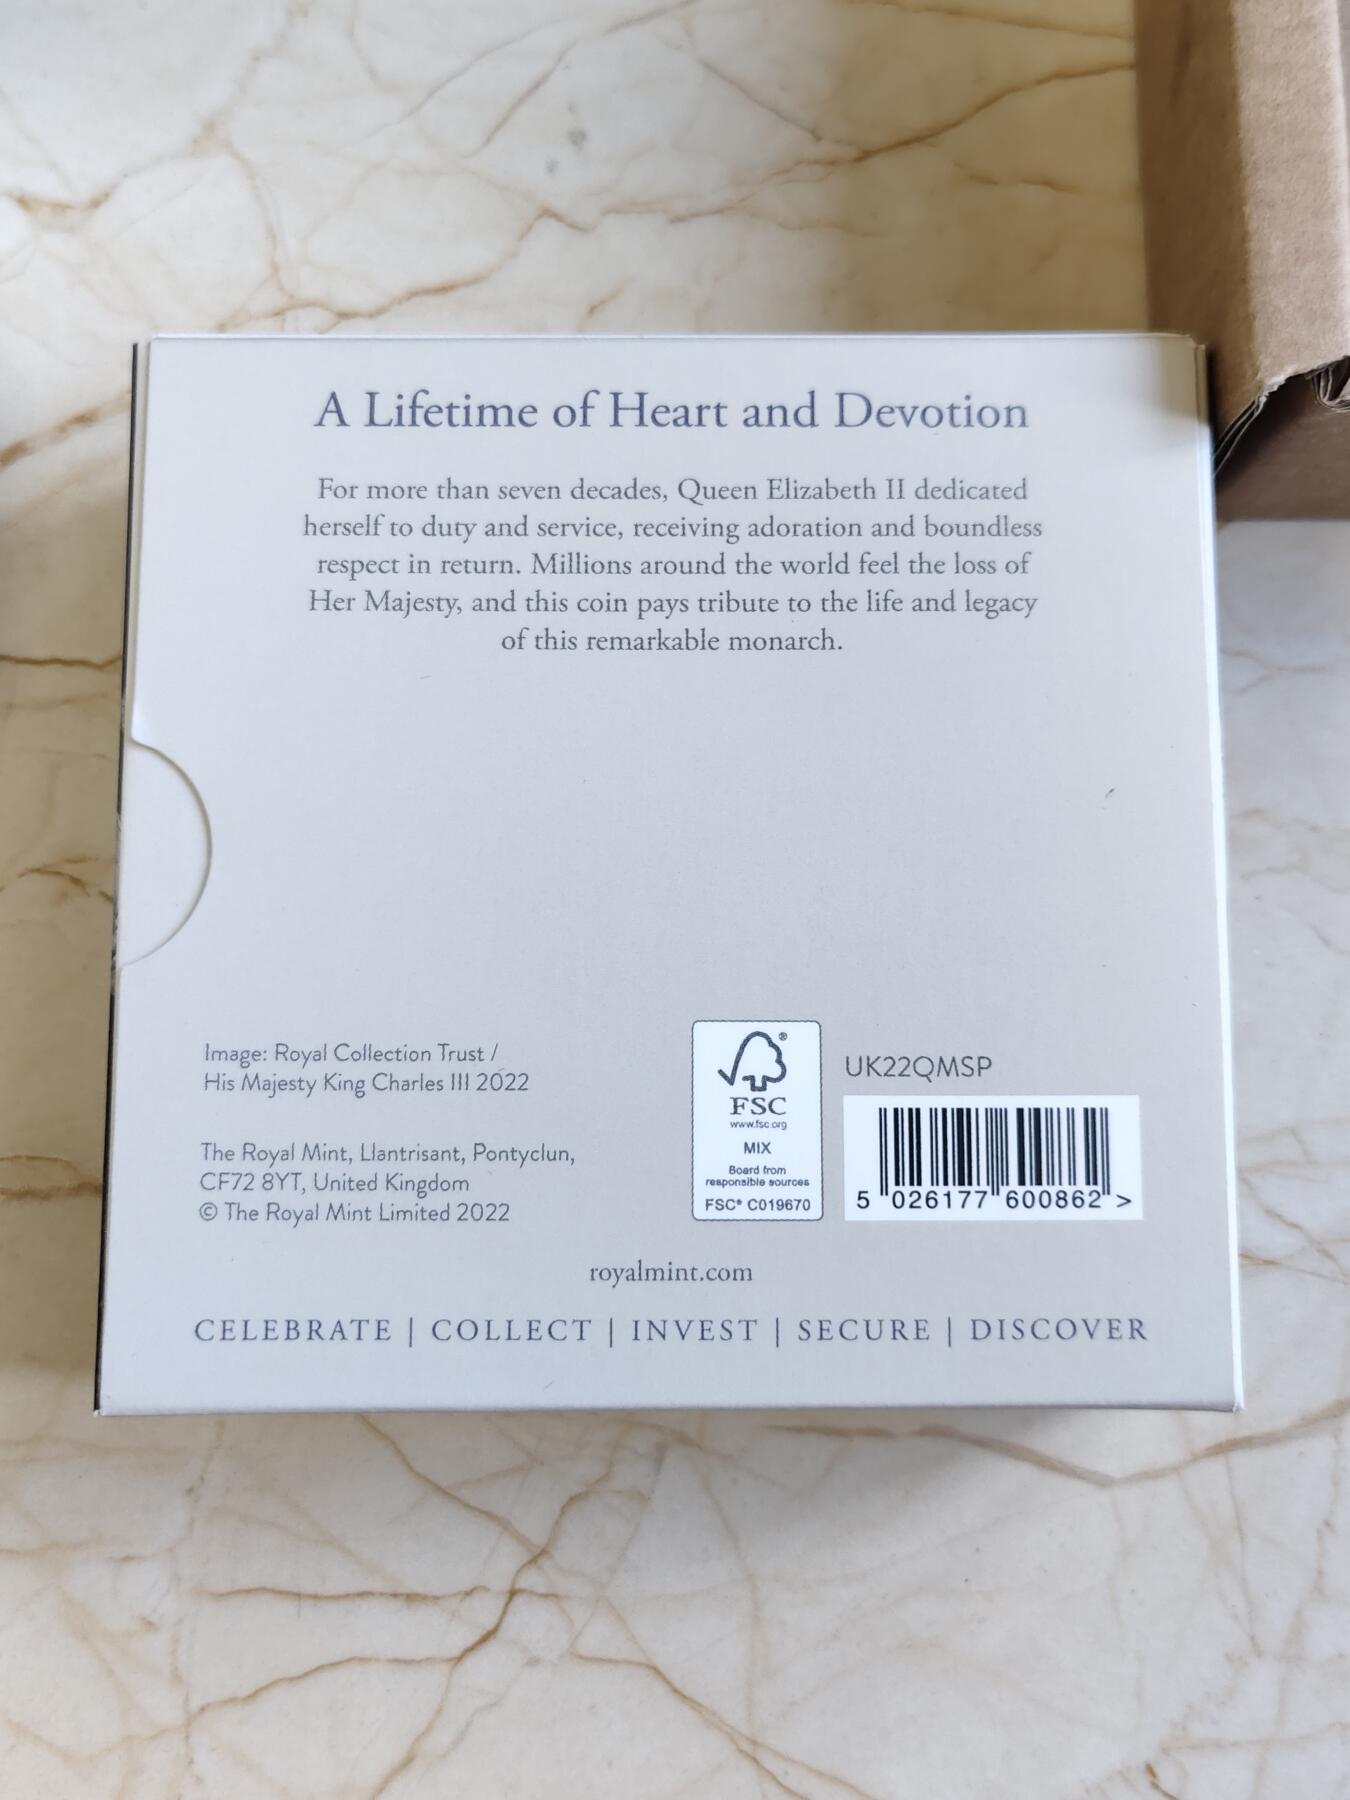 A Lifetime of Heart and Devotion
For more than seven decades, Queen Elizabeth II dedicated
herself to duty and service, receiving adoration and boundless
respect in return. Millions around the world feel the loss of
Her Majesty, and this coin pays tribute to the life and legacy
of this remarkable monarch.
Image: Royal Collection Trust /
His Majesty King Charles III 2022
The Royal Mint, Llantrisant, Pontyclun,
CF72 8YT, United Kingdom
© The Royal Mint Limited 2022
®
FSC
www.fsc.org
MIX
Board from
responsible sources
FSC® C019670
UK22QMSP
5 026177 600862 >
royalmint.com
CELEBRATE | COLLECT | INVEST | SECURE | DISCOVER